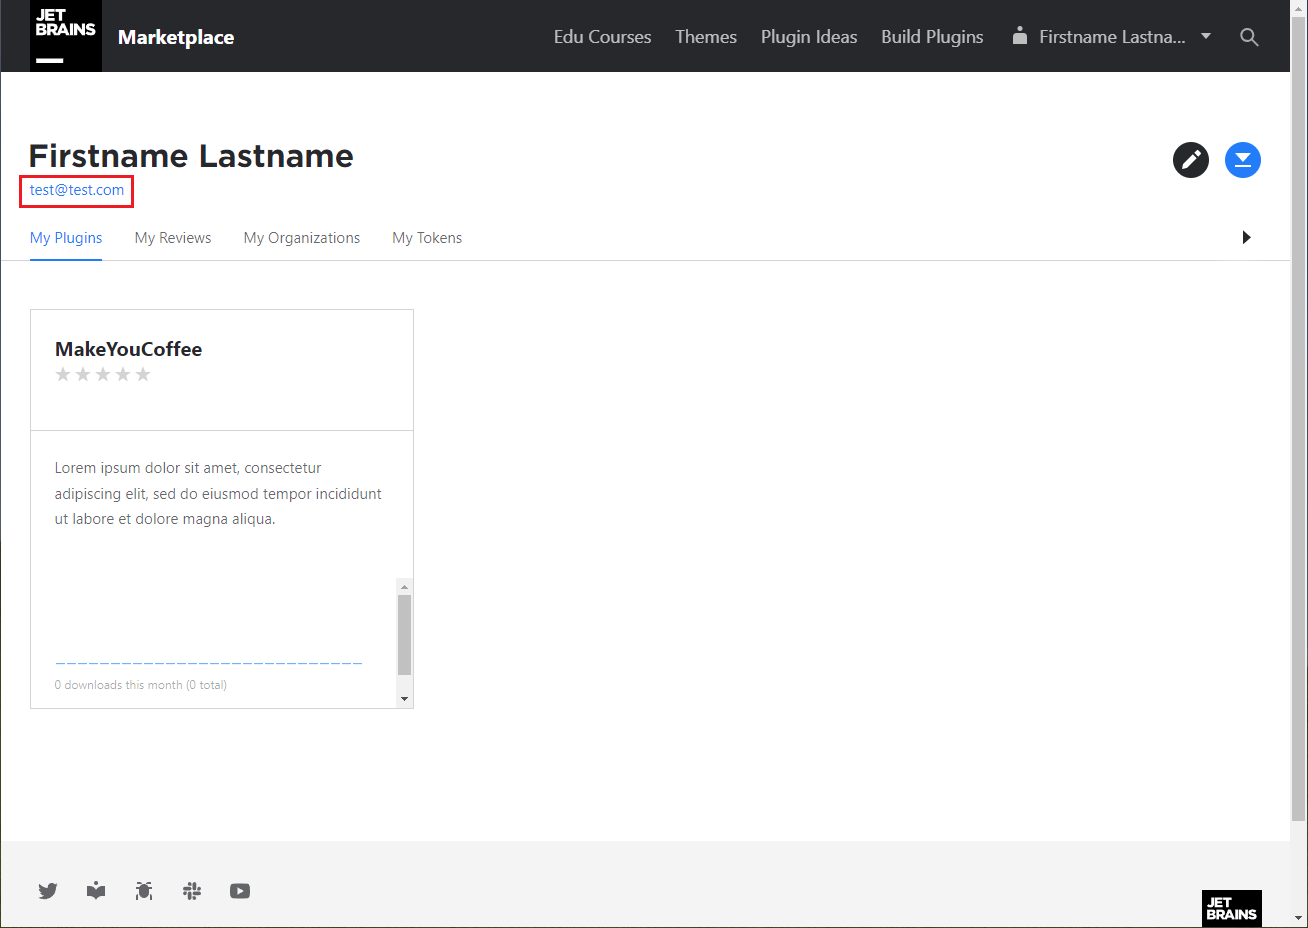 JET
BRAINS
Marketplace
Edu Courses
Themes
Plugin Ideas
Build Plugins
Firstname Lastna...
Firstname Lastname
test@test.com
My Plugins
My Reviews
My Organizations
My Tokens
MakeYouCoffee
Lorem ipsum dolor sit amet, consectetur
adipiscing elit, sed do eiusmod tempor incididunt
ut labore et dolore magna aliqua.
0 downloads this month (0 total)
JET
BRAINS